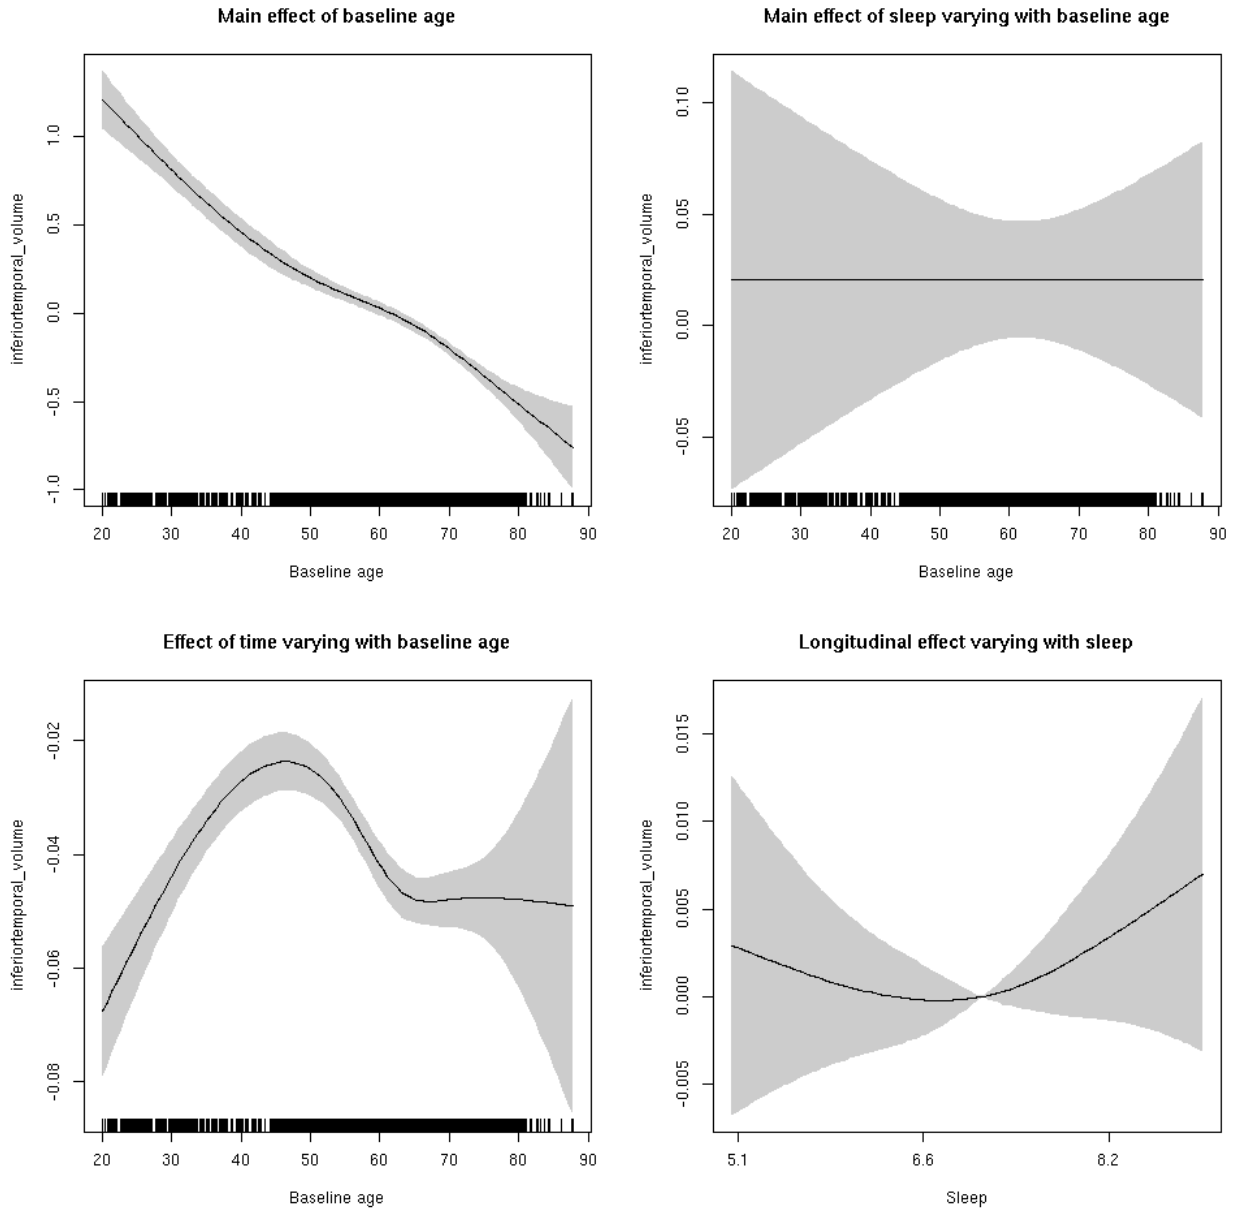 Main effect of baseline age
inferiortemporal_volume
1.0
0.5
0.0
-0.5
-1.0
20 30 40 50 60 70 80 90
Baseline age
Main effect of sleep varying with baseline age
inferiortemporal_volume
0.10
0.05
0.00
-0.05
20 30 40 50 60 70 80 90
Baseline age
Effect of time varying with baseline age
inferiortemporal_volume
-0.02
-0.04
-0.06
-0.08
20 30 40 50 60 70 80 90
Baseline age
Longitudinal effect varying with sleep
inferiortemporal_volume
0.015
0.010
0.005
0.000
-0.005
5.1 6.6 8.2
Sleep